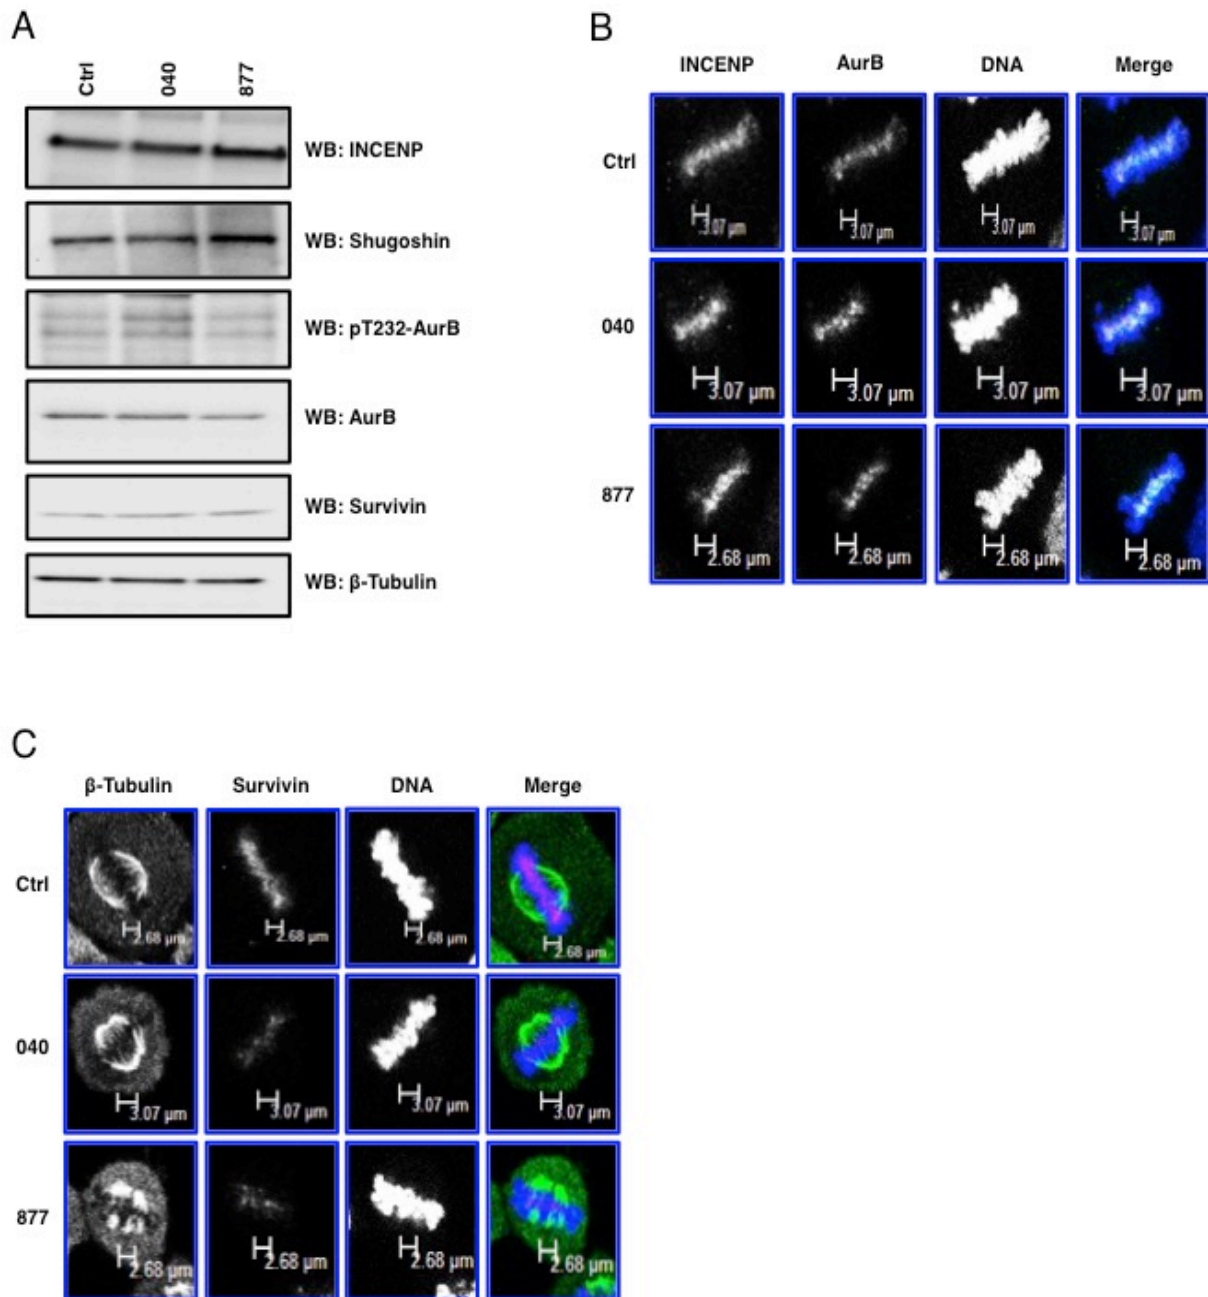 A
Ctrl 040 877
WB: INCENP
WB: Shugoshin
WB: pT232-AurB
WB: AurB
WB: Survivin
WB: β-Tubulin
B
INCENP AurB DNA Merge
Ctrl
3.07 µm 3.07 µm 3.07 µm 3.07 µm
040
3.07 µm 3.07 µm 3.07 µm 3.07 µm
877
2.68 µm 2.68 µm 2.68 µm 2.68 µm
C
β-Tubulin Survivin DNA Merge
Ctrl
2.68 µm 2.68 µm 2.68 µm 2.68 µm
040
3.07 µm 3.07 µm 3.07 µm 3.07 µm
877
2.68 µm 2.68 µm 2.68 µm 2.68 µm